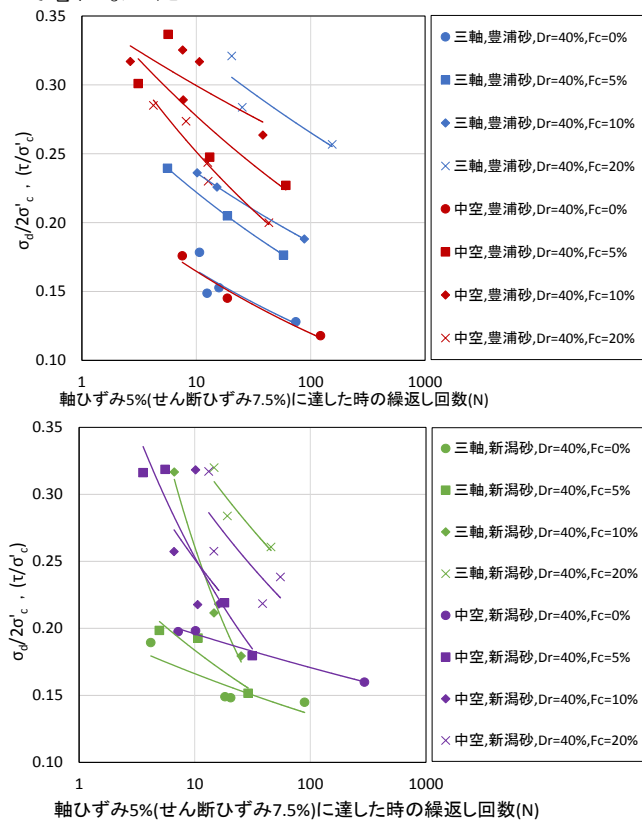 0.35
0.30
0.25
0.20
0.15
0.10
σd/2σ'c , (τ/σ'c)
1 10 100 1000
軸ひずみ5%(せん断ひずみ7.5%)に達した時の繰返し回数(N)
三軸,豊浦砂,Dr=40%,Fc=0%
三軸,豊浦砂,Dr=40%,Fc=5%
三軸,豊浦砂,Dr=40%,Fc=10%
三軸,豊浦砂,Dr=40%,Fc=20%
中空,豊浦砂,Dr=40%,Fc=0%
中空,豊浦砂,Dr=40%,Fc=5%
中空,豊浦砂,Dr=40%,Fc=10%
中空,豊浦砂,Dr=40%,Fc=20%
0.35
0.30
0.25
0.20
0.15
0.10
σd/2σ'c , (τ/σ'c)
1 10 100 1000
軸ひずみ5%(せん断ひずみ7.5%)に達した時の繰返し回数(N)
三軸,新潟砂,Dr=40%,Fc=0%
三軸,新潟砂,Dr=40%,Fc=5%
三軸,新潟砂,Dr=40%,Fc=10%
三軸,新潟砂,Dr=40%,Fc=20%
中空,新潟砂,Dr=40%,Fc=0%
中空,新潟砂,Dr=40%,Fc=5%
中空,新潟砂,Dr=40%,Fc=10%
中空,新潟砂,Dr=40%,Fc=20%